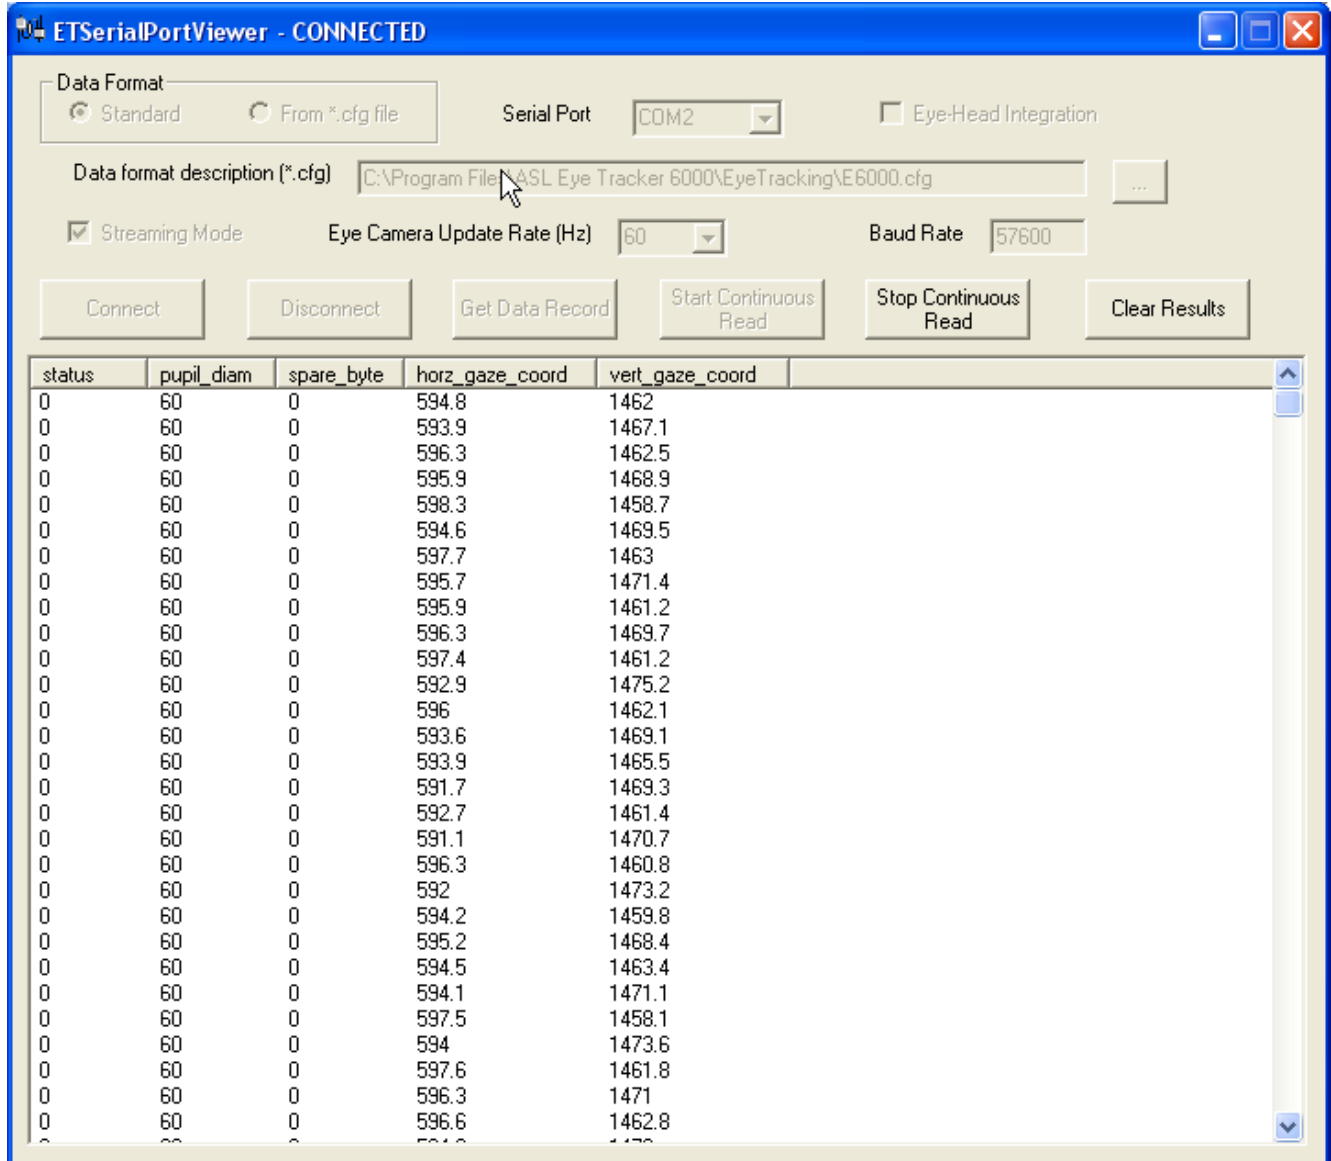 ETSerialPortViewer - CONNECTED
Data Format
Standard From *.cfg file Serial Port COM2 Eye-Head Integration
Data format description (*.cfg) C:\Program Files\ASL Eye Tracker 6000\EyeTracking\E6000.cfg ...
Streaming Mode Eye Camera Update Rate (Hz) 60 Baud Rate 57600
Connect Disconnect Get Data Record Start Continuous Read Stop Continuous Read Clear Results
status pupil_diam spare_byte horz_gaze_coord vert_gaze_coord
0 60 0 594.8 1462
0 60 0 593.9 1467.1
0 60 0 596.3 1462.5
0 60 0 595.9 1468.9
0 60 0 598.3 1458.7
0 60 0 594.6 1469.5
0 60 0 597.7 1463
0 60 0 595.7 1471.4
0 60 0 595.9 1461.2
0 60 0 596.3 1469.7
0 60 0 597.4 1461.2
0 60 0 592.9 1475.2
0 60 0 596 1462.1
0 60 0 593.6 1469.1
0 60 0 593.9 1465.5
0 60 0 591.7 1469.3
0 60 0 592.7 1461.4
0 60 0 591.1 1470.7
0 60 0 596.3 1460.8
0 60 0 592 1473.2
0 60 0 594.2 1459.8
0 60 0 595.2 1468.4
0 60 0 594.5 1463.4
0 60 0 594.1 1471.1
0 60 0 597.5 1458.1
0 60 0 594 1473.6
0 60 0 597.6 1461.8
0 60 0 596.3 1471
0 60 0 596.6 1462.8